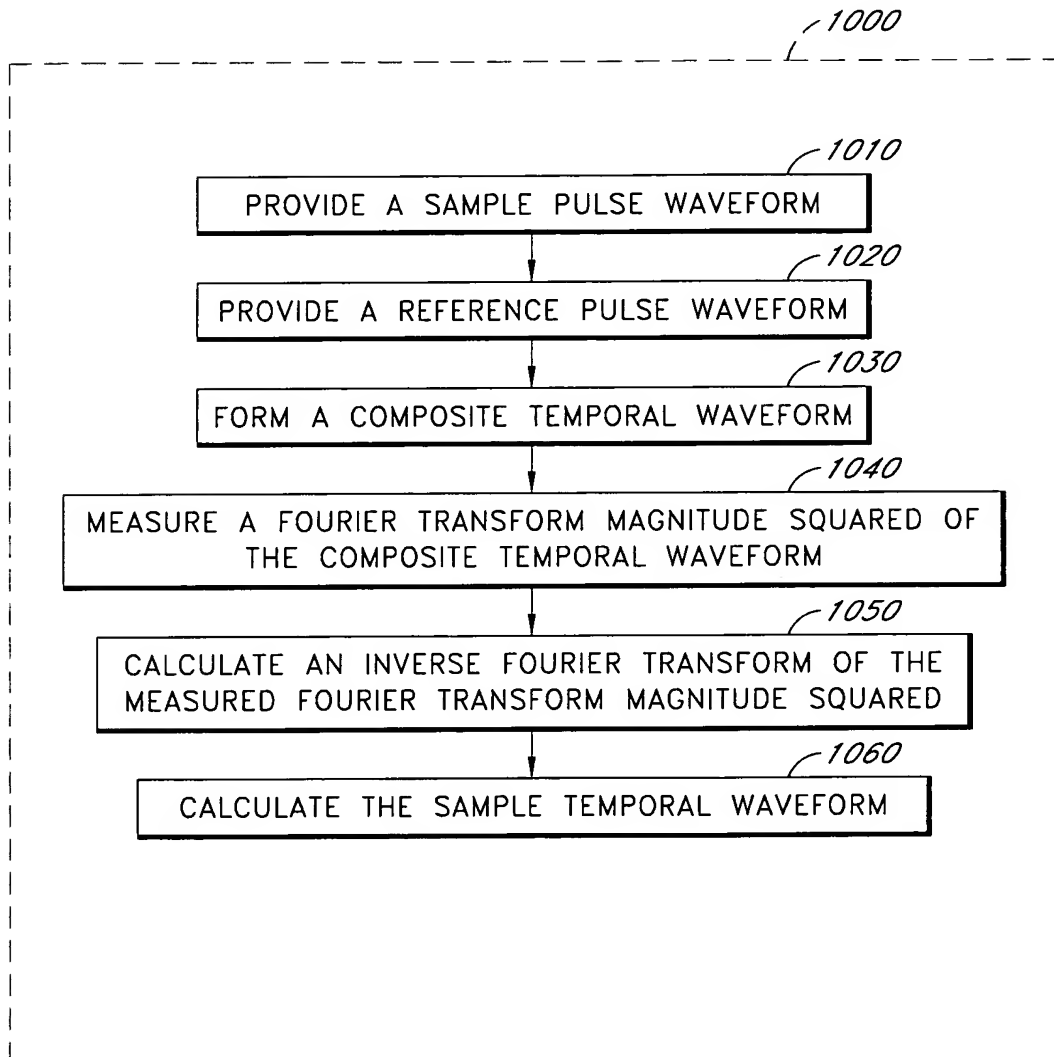 1000
1010
PROVIDE A SAMPLE PULSE WAVEFORM
1020
PROVIDE A REFERENCE PULSE WAVEFORM
1030
FORM A COMPOSITE TEMPORAL WAVEFORM
1040
MEASURE A FOURIER TRANSFORM MAGNITUDE SQUARED OF
THE COMPOSITE TEMPORAL WAVEFORM
1050
CALCULATE AN INVERSE FOURIER TRANSFORM OF THE
MEASURED FOURIER TRANSFORM MAGNITUDE SQUARED
1060
CALCULATE THE SAMPLE TEMPORAL WAVEFORM